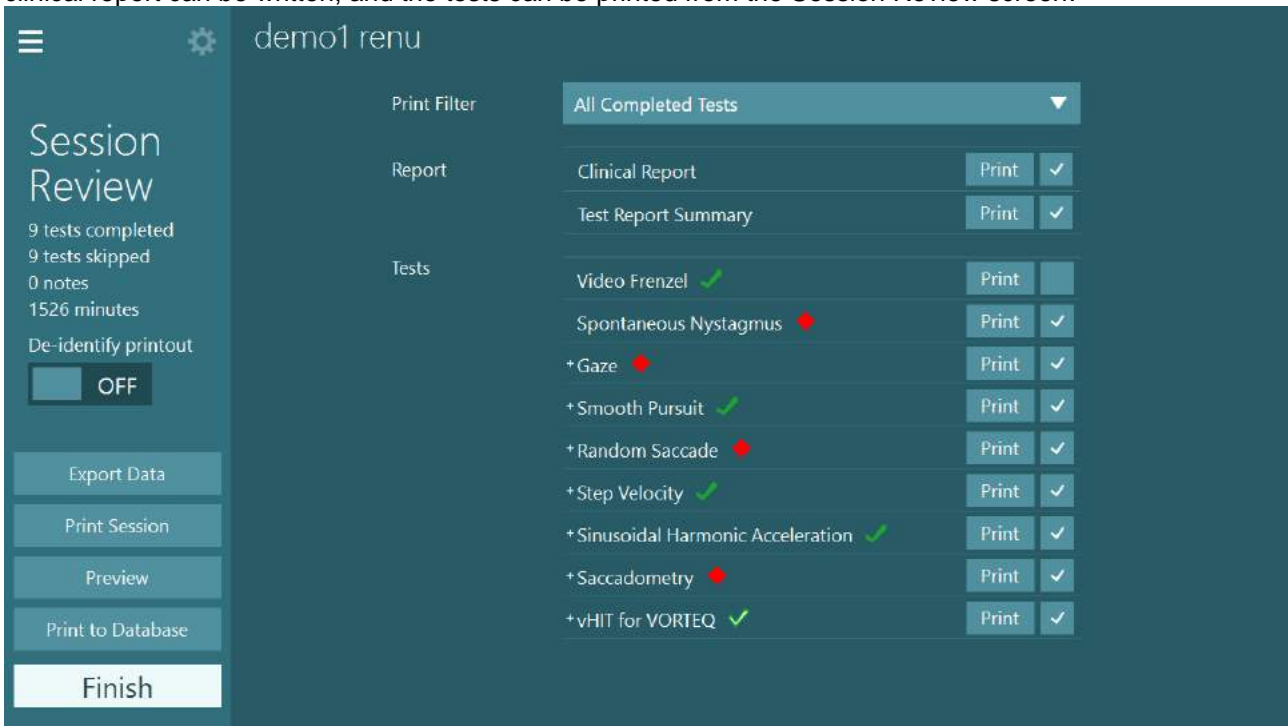 clinical report can be written, and the tests can be printed from the Session Review screen.
demo1 renu
Session
Review
9 tests completed
9 tests skipped
0 notes
1526 minutes
De-identify printout
OFF
Export Data
Print Session
Preview
Print to Database
Finish
Print Filter All Completed Tests
Report Clinical Report Print
Test Report Summary Print
Tests Video Frenzel Print
Spontaneous Nystagmus Print
+Gaze Print
+Smooth Pursuit Print
+Random Saccade Print
+Step Velocity Print
+Sinusoidal Harmonic Acceleration Print
+Saccadometry Print
+vHIT for VORTEQ Print